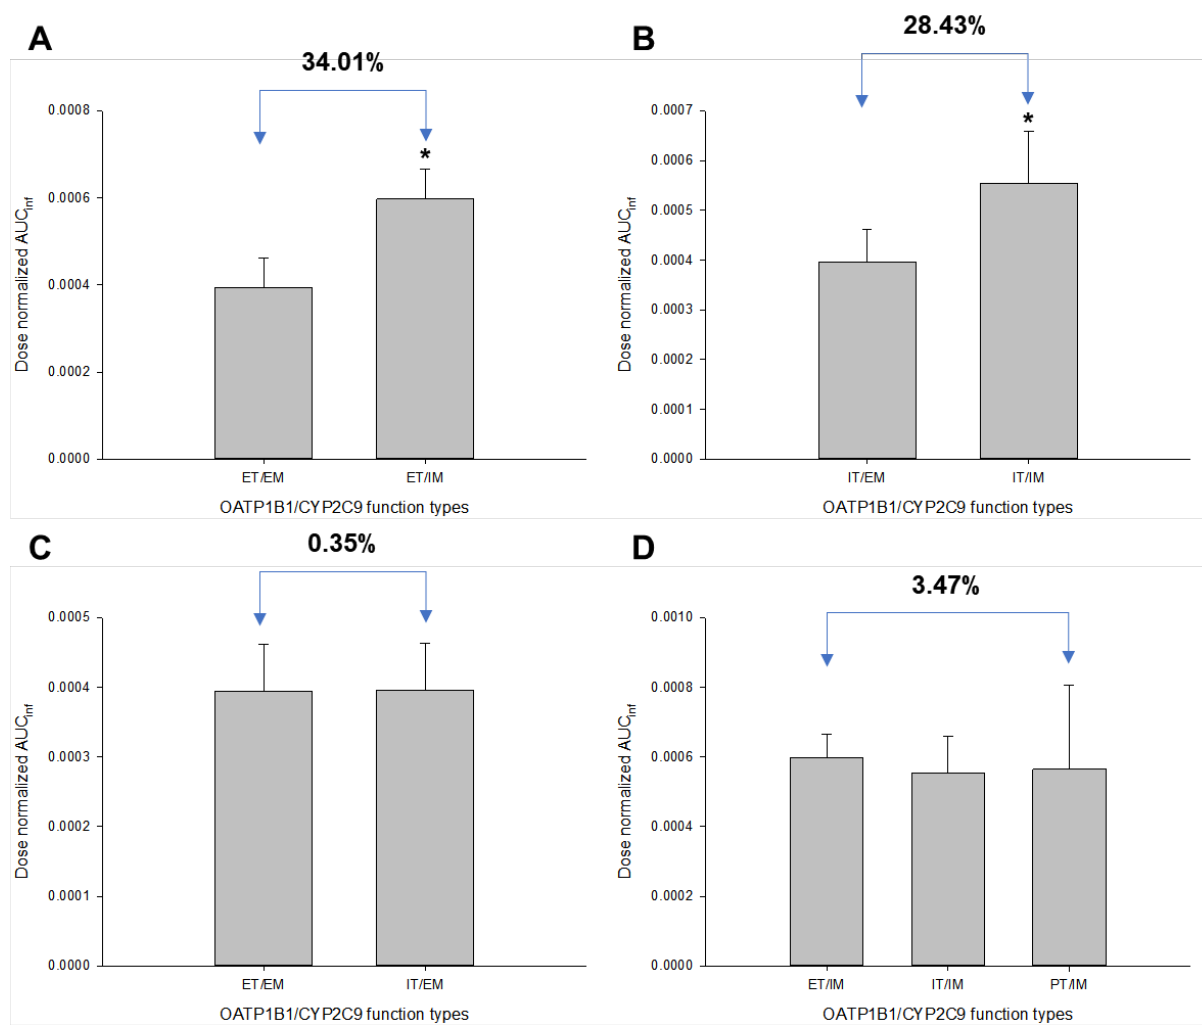 A
34.01%
0.0008
0.0006
0.0004
0.0002
0.0000
Dose normalized AUCinf
*
ET/EM
ET/IM
OATP1B1/CYP2C9 function types
B
28.43%
0.0007
0.0006
0.0005
0.0004
0.0003
0.0002
0.0001
0.0000
Dose normalized AUCinf
*
IT/EM
IT/IM
OATP1B1/CYP2C9 function types
C
0.35%
0.0005
0.0004
0.0003
0.0002
0.0001
0.0000
Dose normalized AUCinf
ET/EM
IT/EM
OATP1B1/CYP2C9 function types
D
3.47%
0.0010
0.0008
0.0006
0.0004
0.0002
0.0000
Dose normalized AUCinf
ET/IM
IT/IM
PT/IM
OATP1B1/CYP2C9 function types